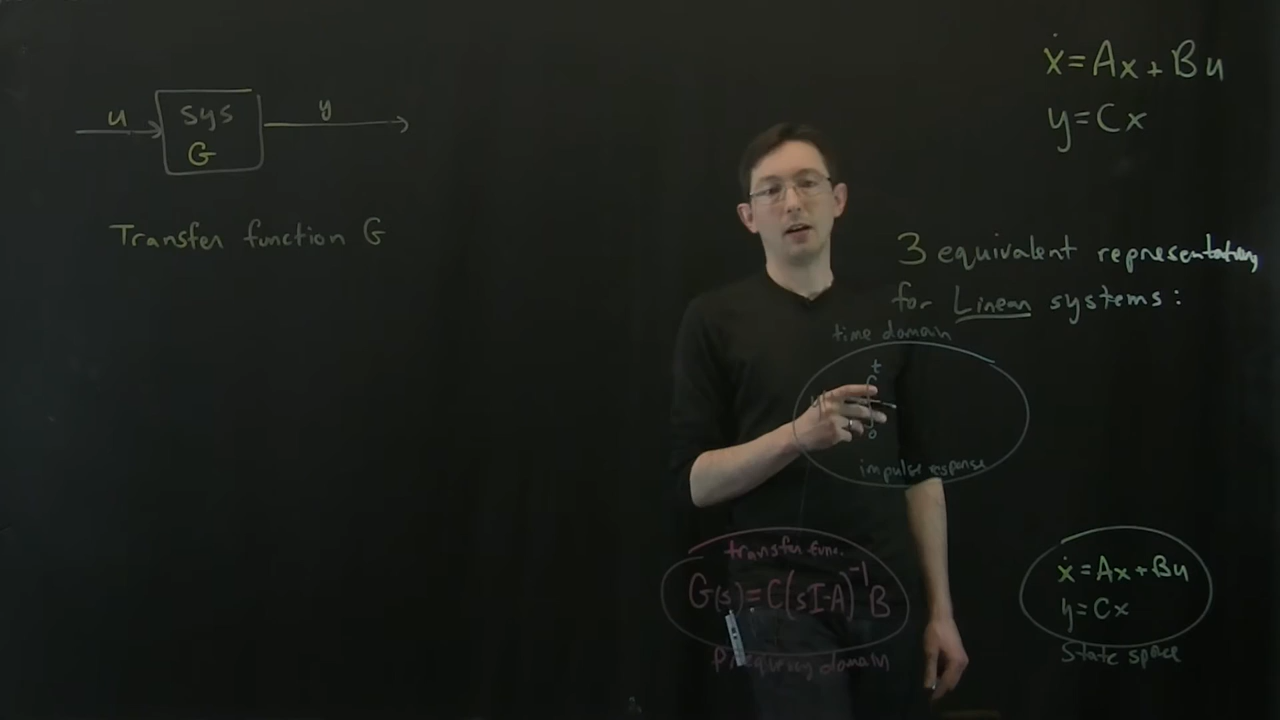 u
sys
G
y
Transfer function G
ẋ=Ax+Bu
y=Cx
3 equivalent representations
for Linear systems:
time domain
t
∫
0
impulse response
transfer func.
G(s)=C(sI-A)⁻¹B
frequency domain
ẋ=Ax+Bu
y=Cx
State space